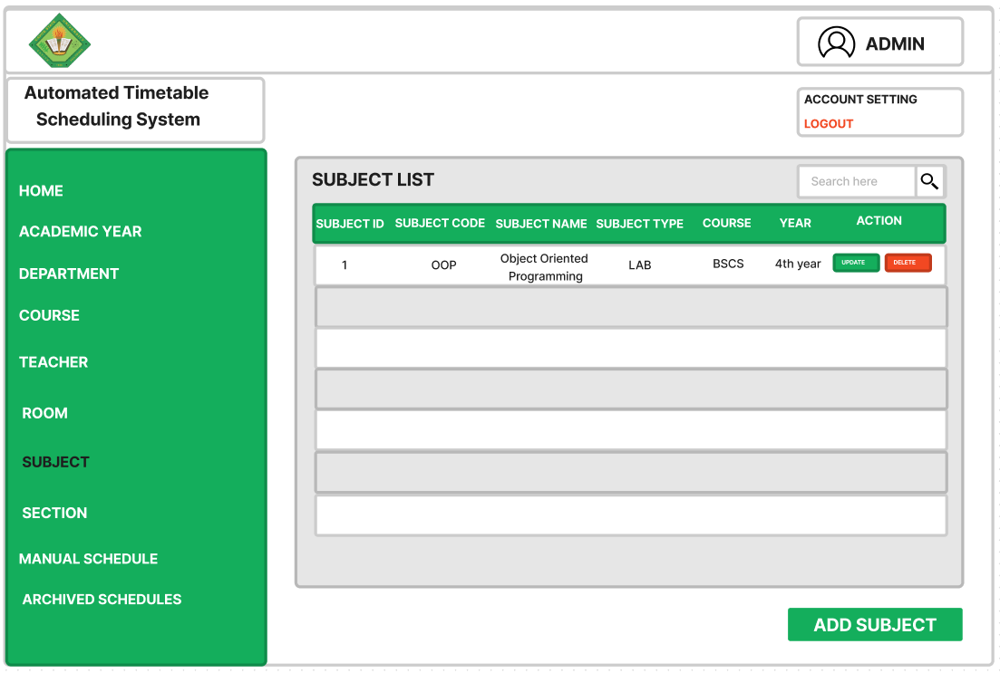 ADMIN
Automated Timetable
Scheduling System
ACCOUNT SETTING
LOGOUT
HOME
ACADEMIC YEAR
DEPARTMENT
COURSE
TEACHER
ROOM
SUBJECT
SECTION
MANUAL SCHEDULE
ARCHIVED SCHEDULES
SUBJECT LIST
Search here
SUBJECT ID SUBJECT CODE SUBJECT NAME SUBJECT TYPE COURSE YEAR ACTION
1 OOP Object Oriented Programming LAB BSCS 4th year UPDATE DELETE
ADD SUBJECT